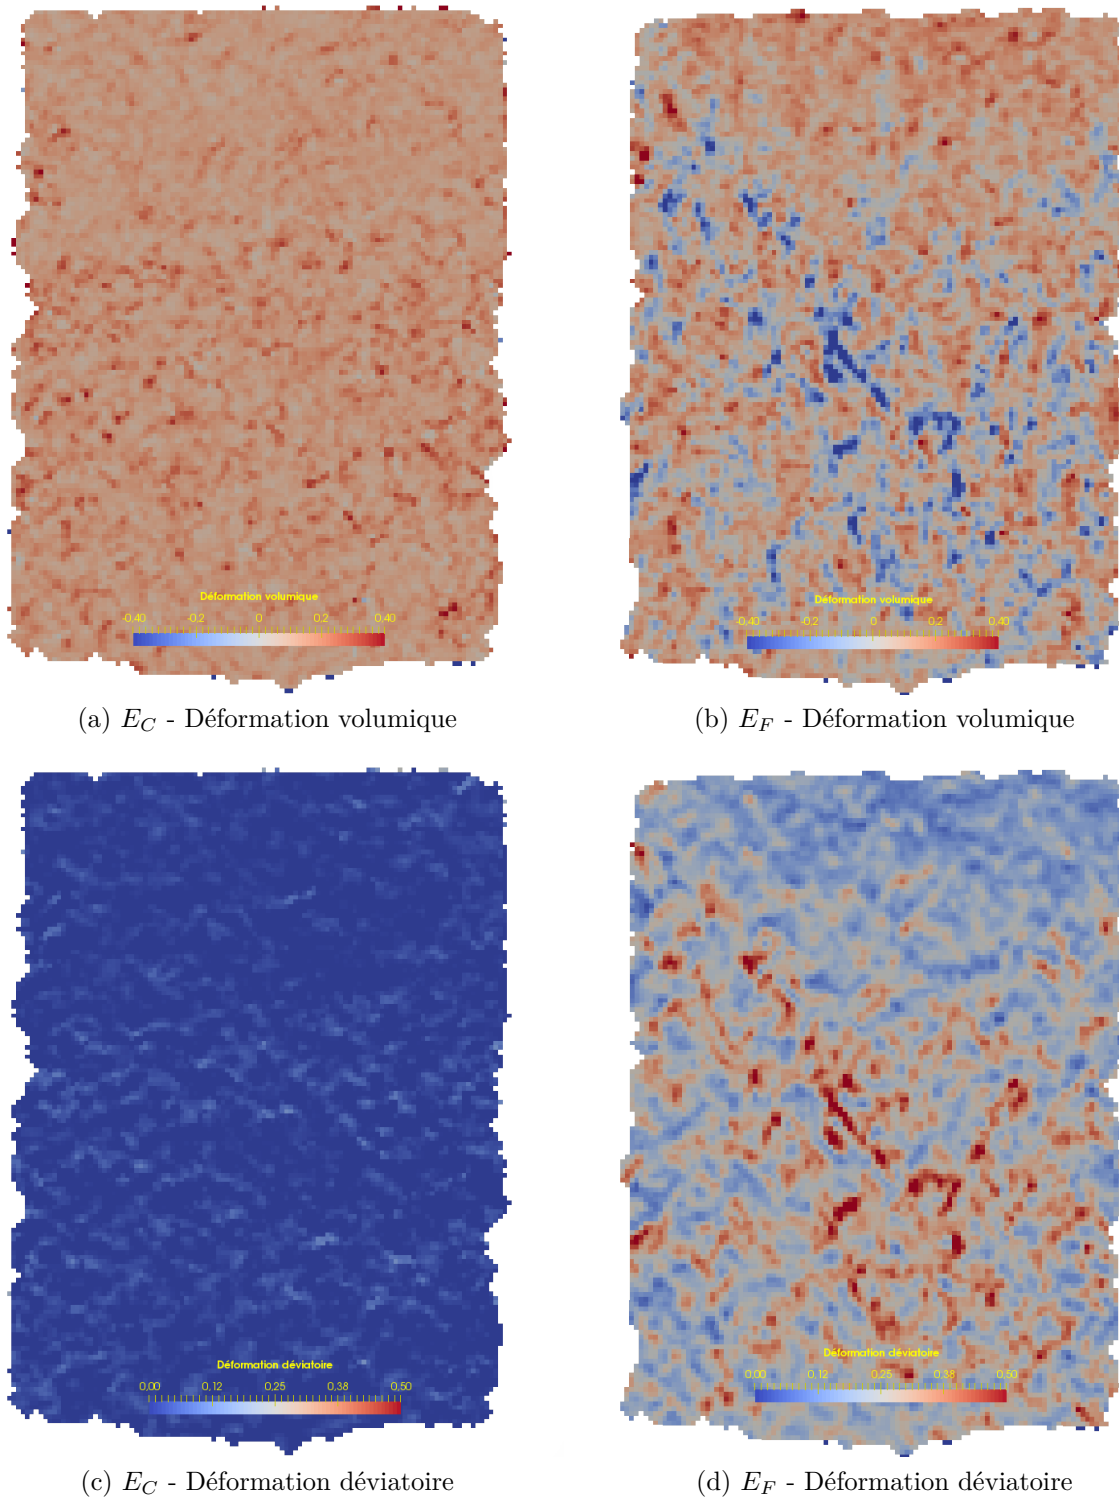 Déformation volumique
-0.40 -0.2 0 0.2 0.40
Déformation volumique
-0.40 -0.2 0 0.2 0.40
(a) E_C - Déformation volumique
(b) E_F - Déformation volumique
Déformation déviatoire
0,00 0,12 0,25 0,38 0,50
Déformation déviatoire
0,00 0,12 0,25 0,38 0,50
(c) E_C - Déformation déviatoire
(d) E_F - Déformation déviatoire